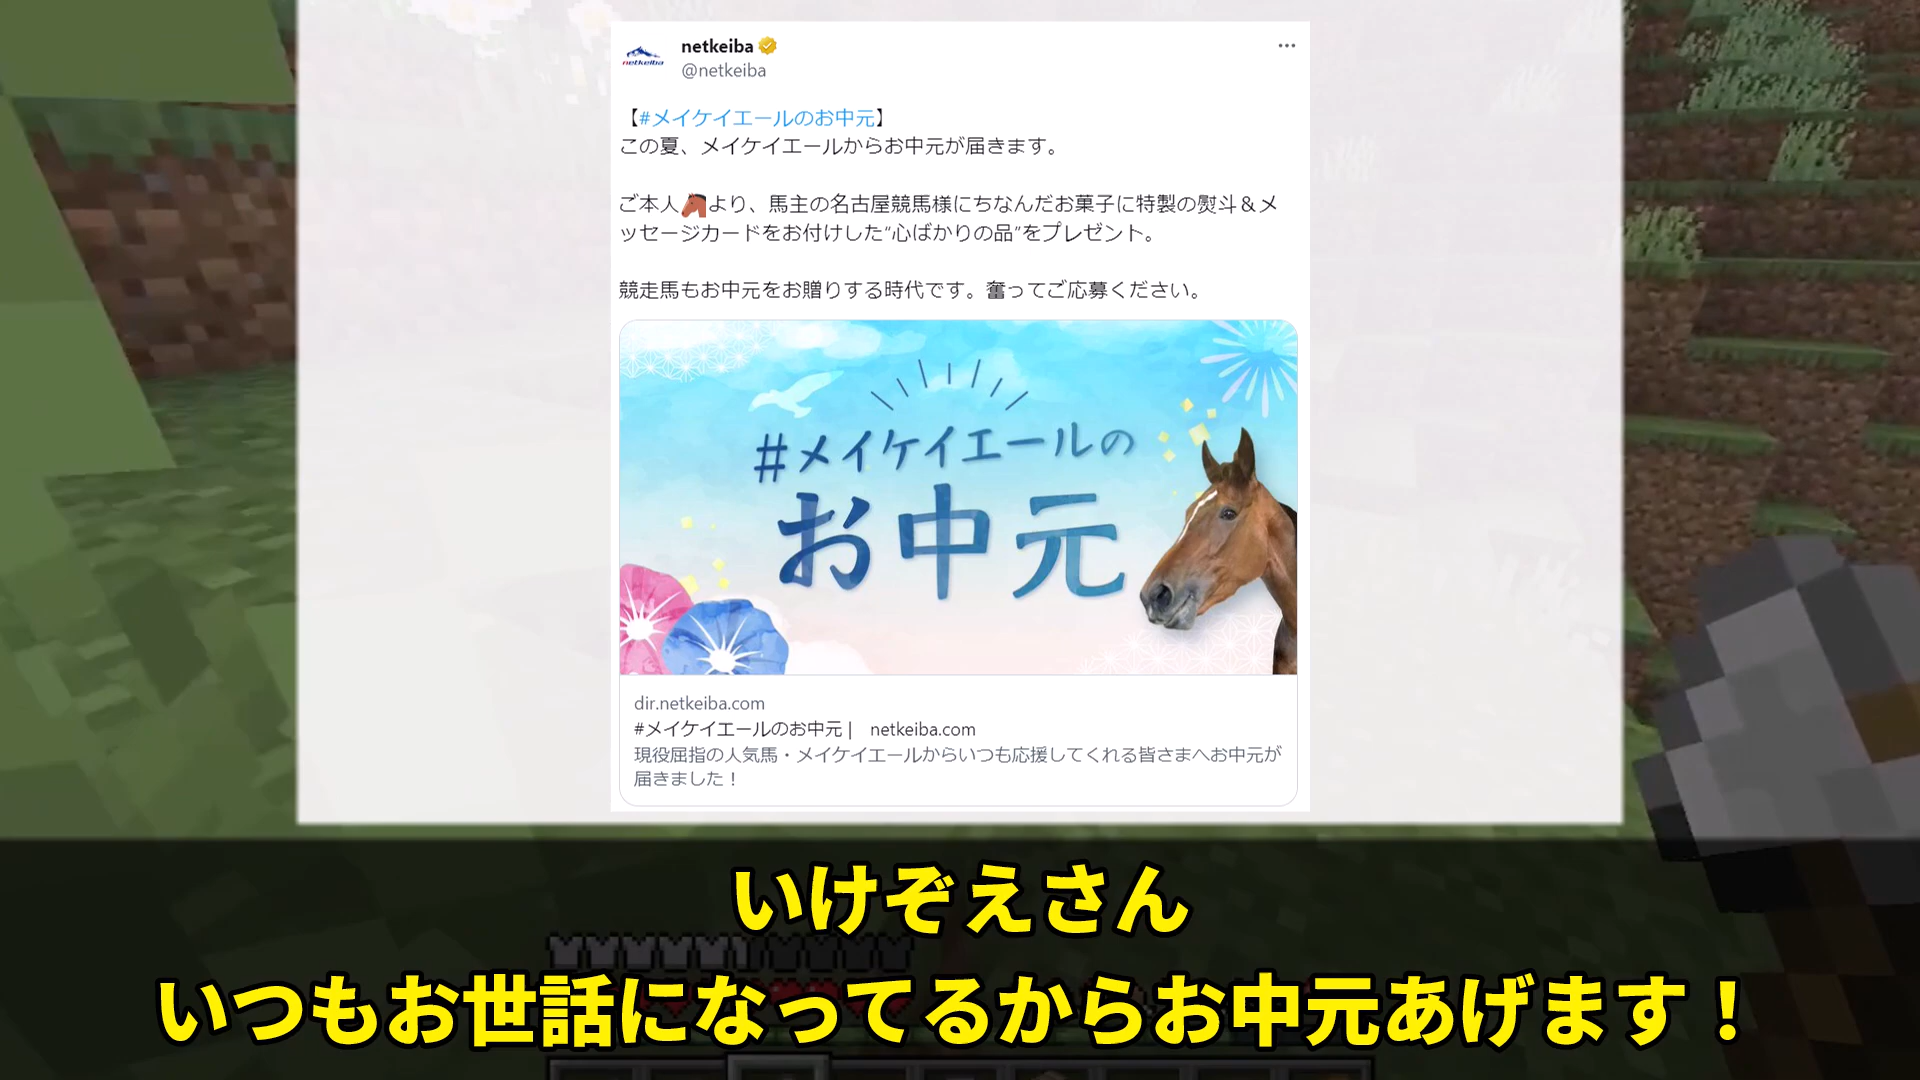 netkeiba
@netkeiba
netkeiba
【#メイケイエールのお中元】
この夏、メイケイエールからお中元が届きます。
ご本人🐴より、馬主の名古屋競馬様にちなんだお菓子に特製の熨斗＆メ
ッセージカードをお付けした“心ばかりの品”をプレゼント。
競走馬もお中元をお贈りする時代です。奮ってご応募ください。
#メイケイエールの
お中元
dir.netkeiba.com
#メイケイエールのお中元 | netkeiba.com
現役屈指の人気馬・メイケイエールからいつも応援してくれる皆さまへお中元が
届きました！
いけぞえさん
いつもお世話になってるからお中元あげます！